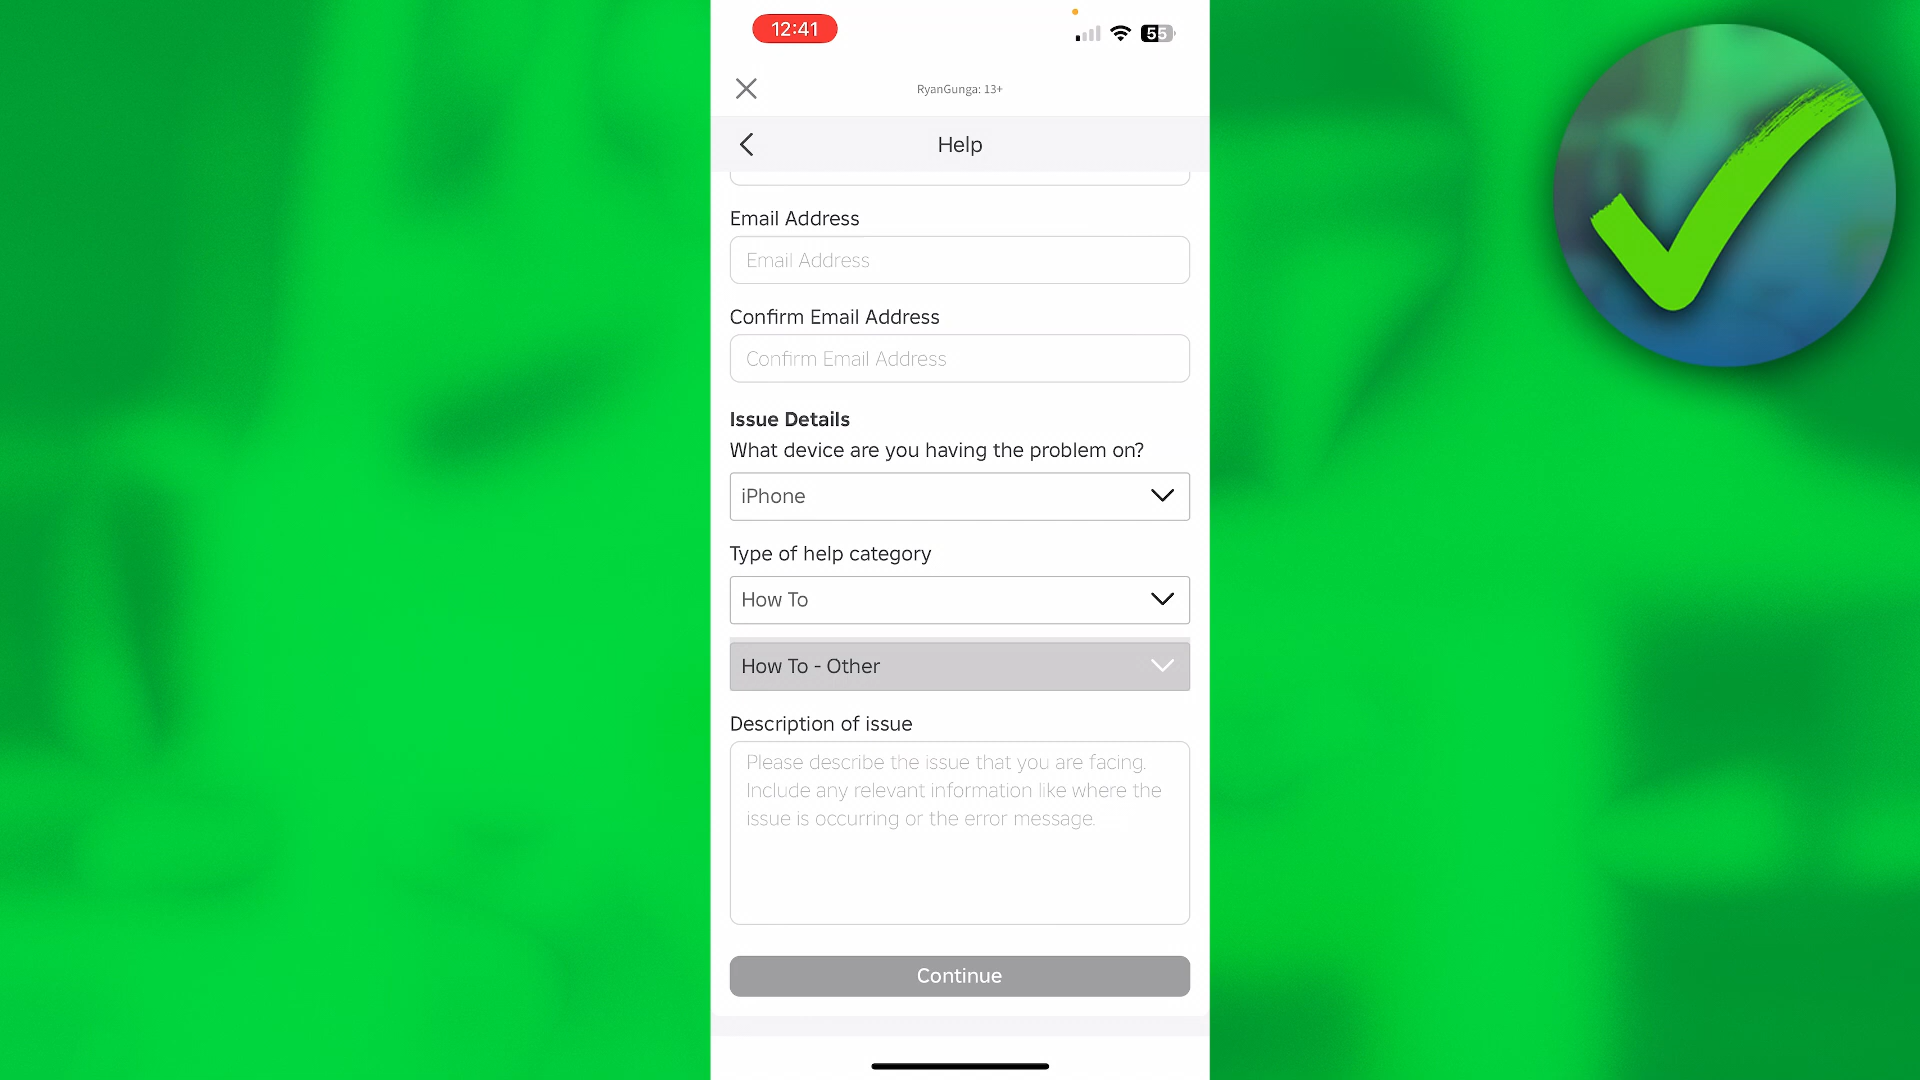 12:41
55
RyanGunga: 13+
Help
Email Address
Email Address
Confirm Email Address
Confirm Email Address
Issue Details
What device are you having the problem on?
iPhone
Type of help category
How To
How To - Other
Description of issue
Please describe the issue that you are facing.
Include any relevant information like where the
issue is occurring or the error message.
Continue